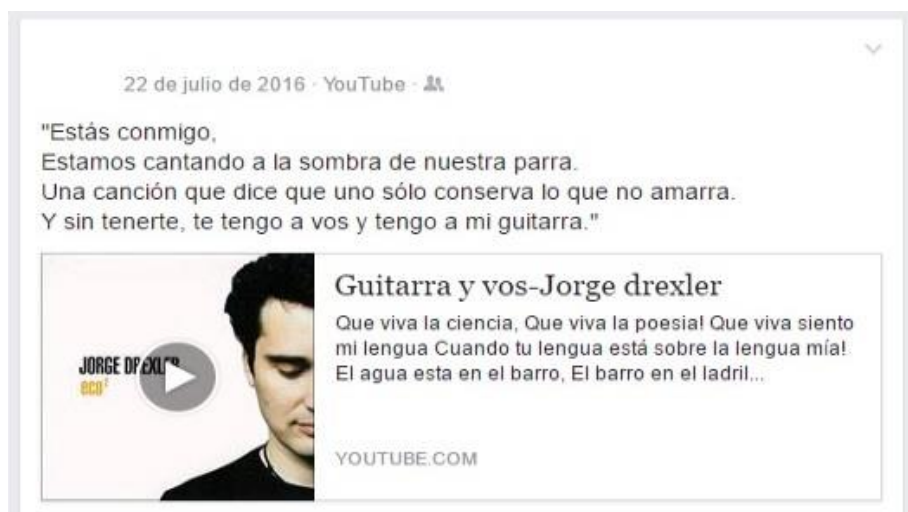 22 de julio de 2016 · YouTube ·
"Estás conmigo,
Estamos cantando a la sombra de nuestra parra.
Una canción que dice que uno sólo conserva lo que no amarra.
Y sin tenerte, te tengo a vos y tengo a mi guitarra."
JORGE DREXLER
eco²
Guitarra y vos-Jorge drexler
Que viva la ciencia, Que viva la poesia! Que viva siento
mi lengua Cuando tu lengua está sobre la lengua mía!
El agua esta en el barro, El barro en el ladril...
YOUTUBE.COM